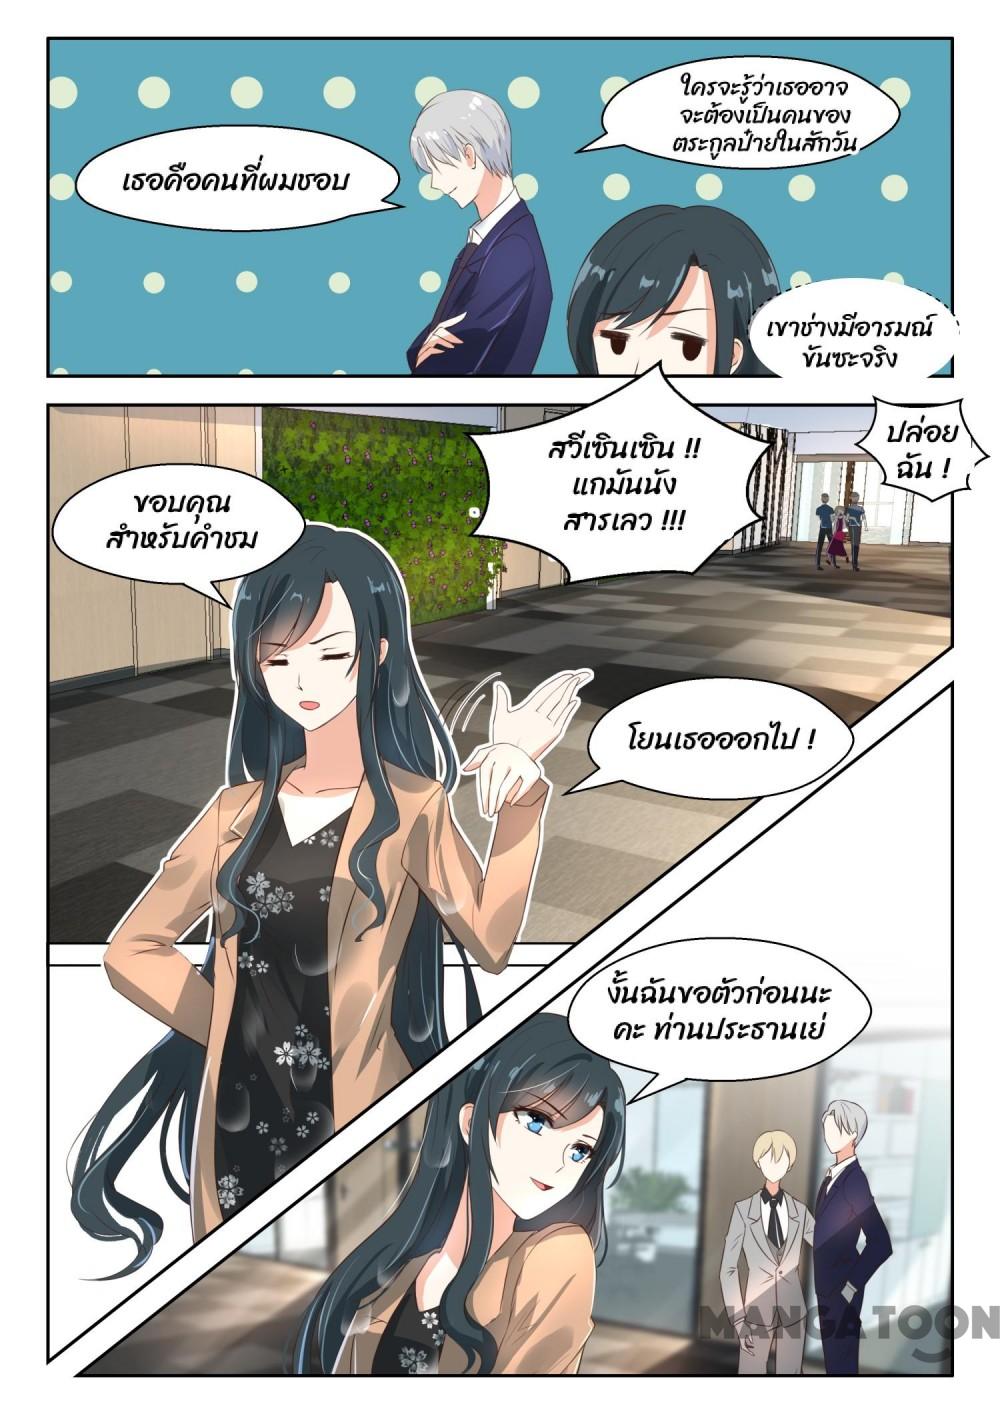 ใครจะรู้ว่าเธออาจ
จะต้องเป็นคนของ
ตระกูลป๋ายในสักวัน
เธอคือคนที่ผมชอบ
เขาช่างมีอารมณ์
ขันซะจริง
สวีเซินเซิน !!
แกมันนัง
สารเลว !!!
ปล่อย
ฉัน !
ขอบคุณ
สำหรับคำชม
โยนเธอออกไป !
งั้นฉันขอตัวก่อนนะ
คะ ท่านประธานเย่
MANGATOON